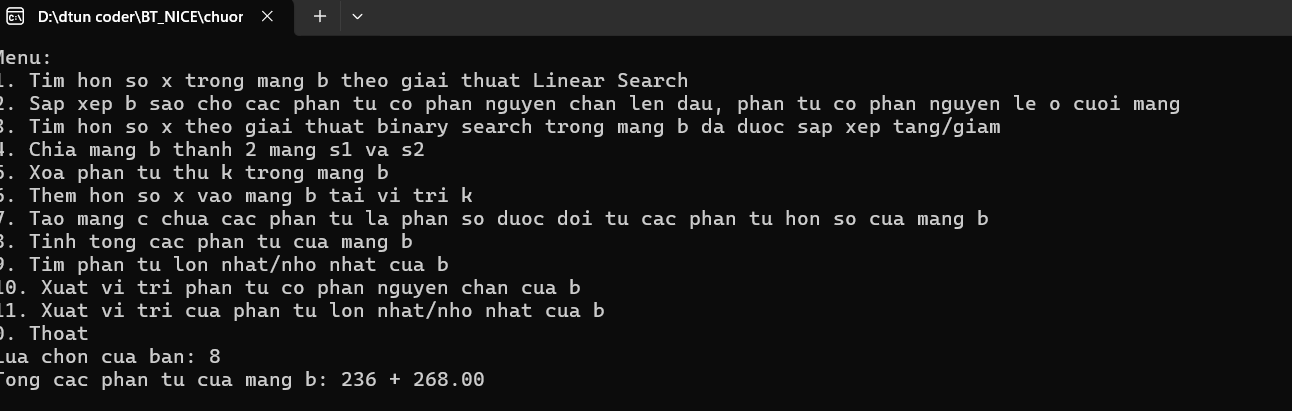 D:\dtun coder\BT_NICE\chuor
Menu:
1. Tim hon so x trong mang b theo giai thuat Linear Search
2. Sap xep b sao cho cac phan tu co phan nguyen chan len dau, phan tu co phan nguyen le o cuoi mang
3. Tim hon so x theo giai thuat binary search trong mang b da duoc sap xep tang/giam
4. Chia mang b thanh 2 mang s1 va s2
5. Xoa phan tu thu k trong mang b
6. Them hon so x vao mang b tai vi tri k
7. Tao mang c chua cac phan tu la phan so duoc doi tu cac phan tu hon so cua mang b
8. Tinh tong cac phan tu cua mang b
9. Tim phan tu lon nhat/nho nhat cua b
10. Xuat vi tri phan tu co phan nguyen chan cua b
11. Xuat vi tri cua phan tu lon nhat/nho nhat cua b
0. Thoat
Lua chon cua ban: 8
Tong cac phan tu cua mang b: 236 + 268.00